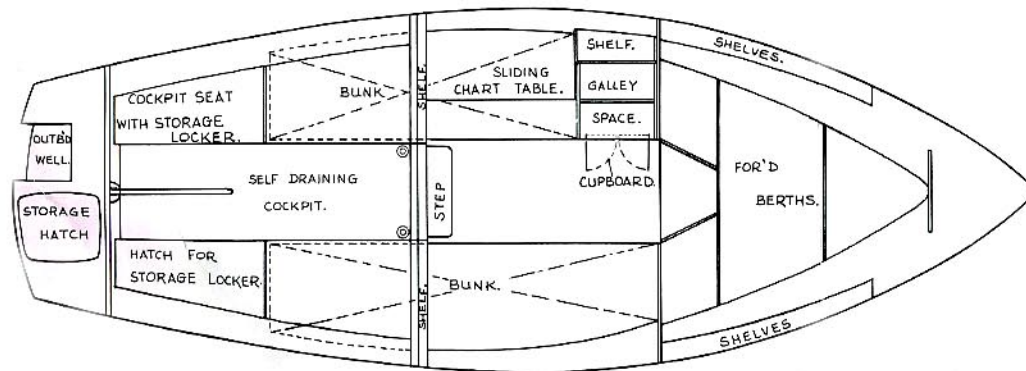 SHELVES.
SHELF.
SHELF.
SLIDING
CHART TABLE.
GALLEY
BUNK
COCKPIT SEAT
WITH STORAGE
LOCKER.
SPACE.
OUTB'D
WELL.
CUPBOARD.
FOR'D
BERTHS.
SELF DRAINING
COCKPIT.
STEP
STORAGE
HATCH
HATCH FOR
STORAGE LOCKER.
BUNK.
SHELF.
SHELVES